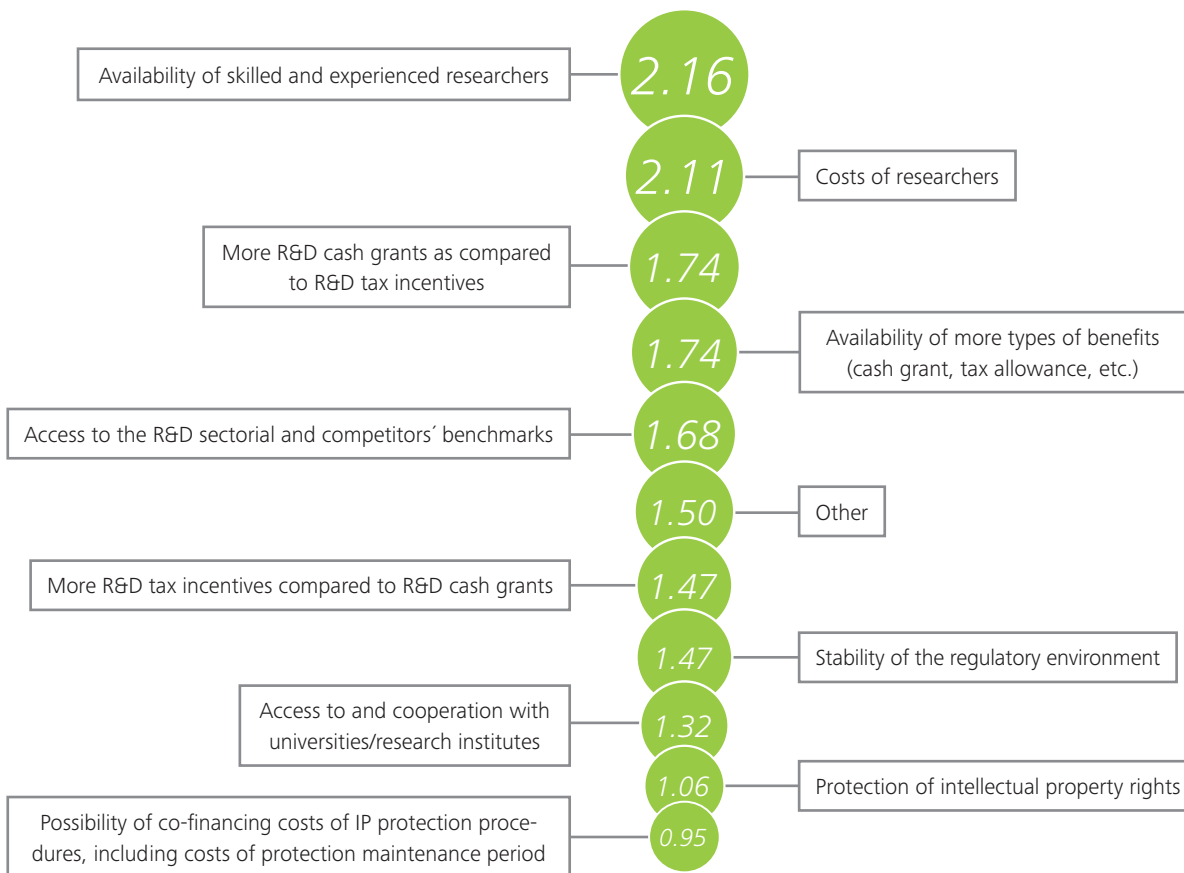 Availability of skilled and experienced researchers
2.16
2.11
Costs of researchers
More R&D cash grants as compared
to R&D tax incentives
1.74
1.74
Availability of more types of benefits
(cash grant, tax allowance, etc.)
Access to the R&D sectorial and competitors´ benchmarks
1.68
1.50
Other
More R&D tax incentives compared to R&D cash grants
1.47
1.47
Stability of the regulatory environment
Access to and cooperation with
universities/research institutes
1.32
1.06
Protection of intellectual property rights
Possibility of co-financing costs of IP protection proce-
dures, including costs of protection maintenance period
0.95